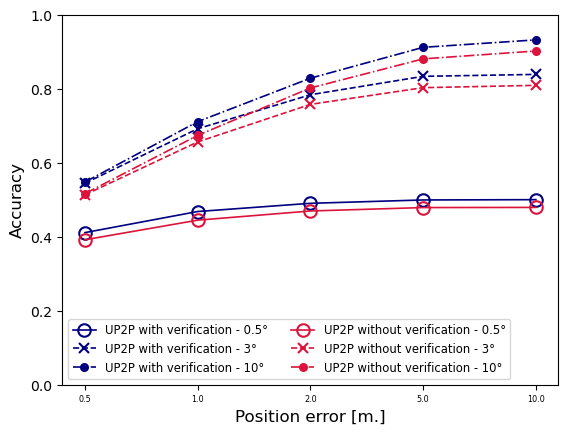 1.0
0.8
0.6
0.4
0.2
0.0
Accuracy
UP2P with verification - 0.5°
UP2P with verification - 3°
UP2P with verification - 10°
UP2P without verification - 0.5°
UP2P without verification - 3°
UP2P without verification - 10°
0.5 1.0 2.0 5.0 10.0
Position error [m.]